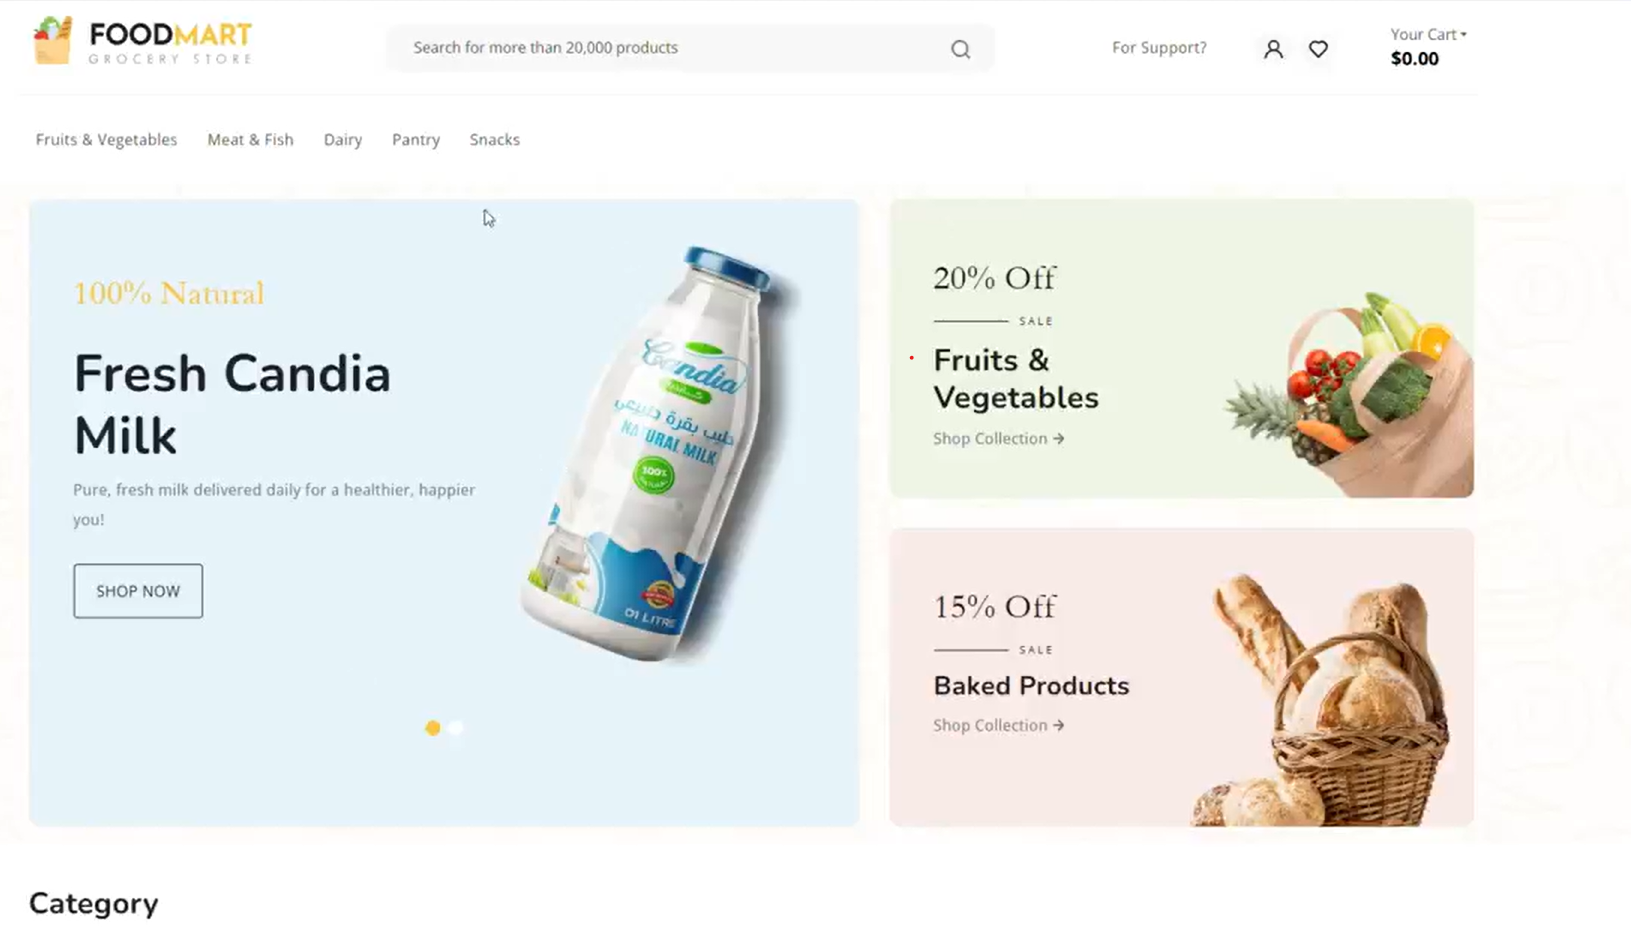 FOODMART
GROCERY STORE
Search for more than 20,000 products
For Support?
Your Cart
$0.00
Fruits & Vegetables
Meat & Fish
Dairy
Pantry
Snacks
100% Natural
Fresh Candia
Milk
Pure, fresh milk delivered daily for a healthier, happier
you!
SHOP NOW
Candia
حليب بقرة طبيعي
NATURAL MILK
100%
NATURAL
01 LITRE
20% Off
SALE
Fruits &
Vegetables
Shop Collection →
15% Off
SALE
Baked Products
Shop Collection →
Category